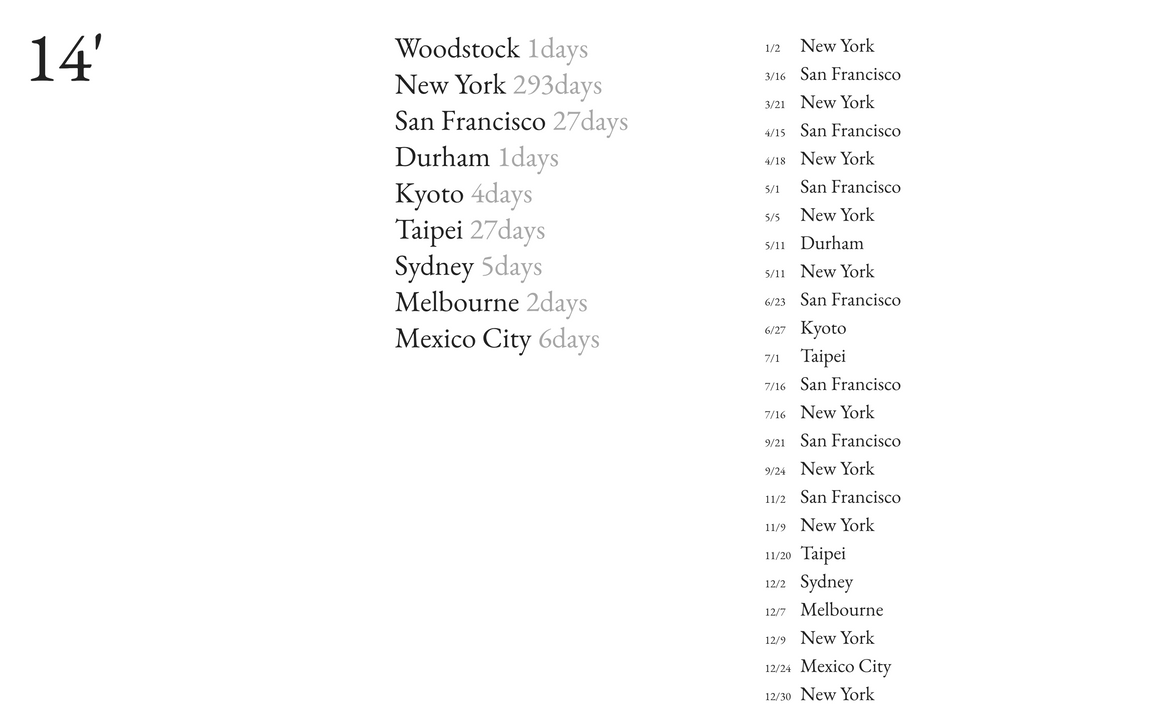 14'
Woodstock 1days
New York 293days
San Francisco 27days
Durham 1days
Kyoto 4days
Taipei 27days
Sydney 5days
Melbourne 2days
Mexico City 6days
1/2 New York
3/16 San Francisco
3/21 New York
4/15 San Francisco
4/18 New York
5/1 San Francisco
5/5 New York
5/11 Durham
5/11 New York
6/23 San Francisco
6/27 Kyoto
7/1 Taipei
7/16 San Francisco
7/16 New York
9/21 San Francisco
9/24 New York
11/2 San Francisco
11/9 New York
11/20 Taipei
12/2 Sydney
12/7 Melbourne
12/9 New York
12/24 Mexico City
12/30 New York